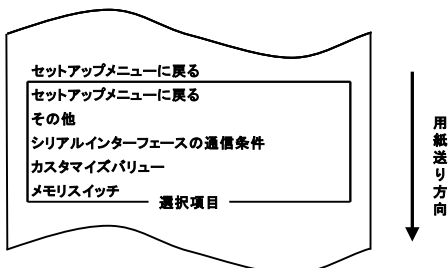 セットアップメニューに戻る
セットアップメニューに戻る
その他
シリアルインターフェースの通信条件
カスタマイズバリュー
メモリスイッチ
選択項目
用紙送り方向